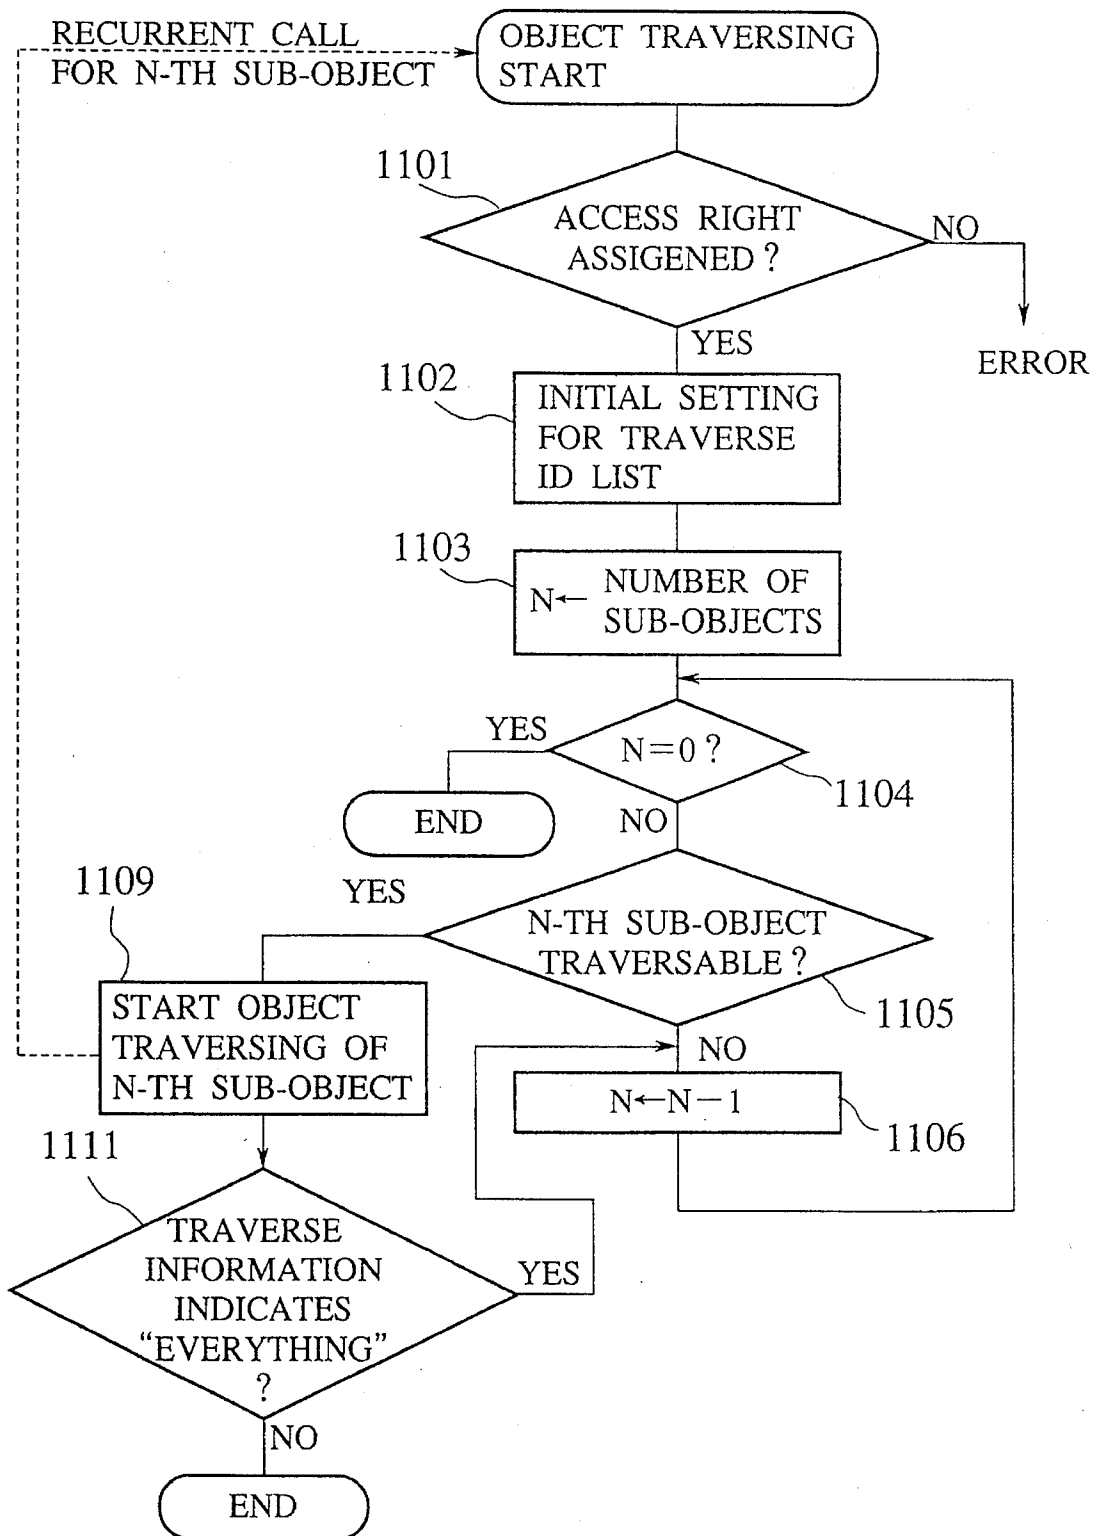 RECURRENT CALL
FOR N-TH SUB-OBJECT
OBJECT TRAVERSING
START
1101
ACCESS RIGHT
ASSIGENED ?
NO
ERROR
YES
1102
INITIAL SETTING
FOR TRAVERSE
ID LIST
1103
N← NUMBER OF
SUB-OBJECTS
YES
N=0 ?
1104
END
NO
1109
YES
N-TH SUB-OBJECT
TRAVERSABLE ?
1105
START OBJECT
TRAVERSING OF
N-TH SUB-OBJECT
NO
N←N−1
1106
1111
TRAVERSE
INFORMATION
INDICATES
“EVERYTHING”
?
YES
NO
END